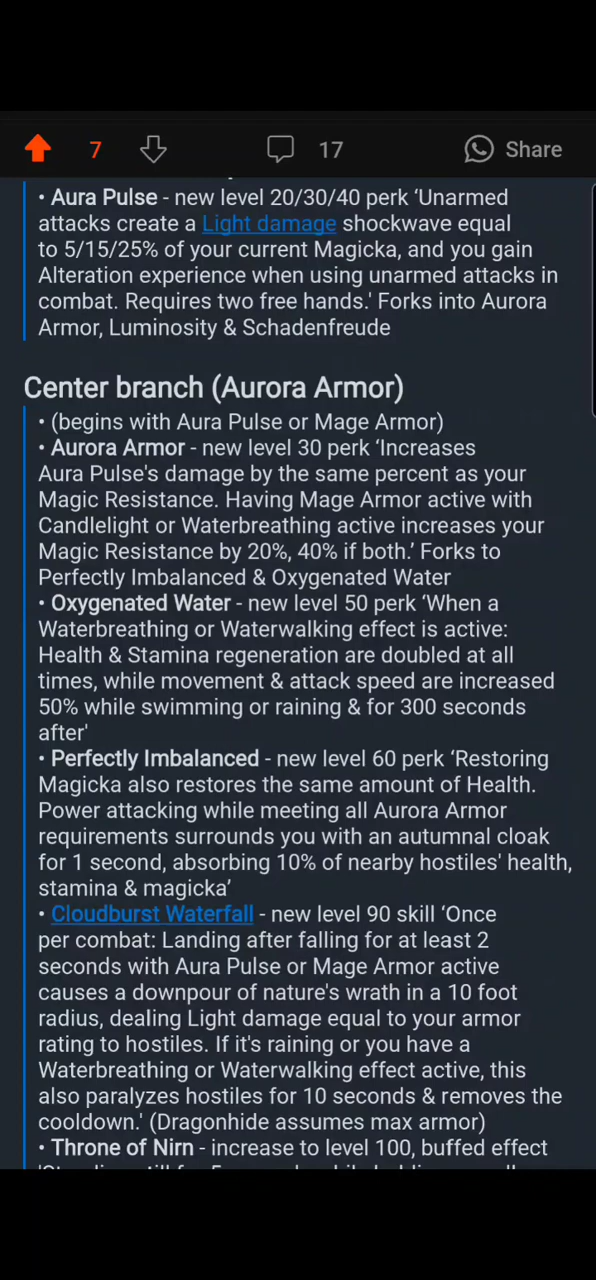 7
17
Share
• Aura Pulse - new level 20/30/40 perk ‘Unarmed
attacks create a Light damage shockwave equal
to 5/15/25% of your current Magicka, and you gain
Alteration experience when using unarmed attacks in
combat. Requires two free hands.' Forks into Aurora
Armor, Luminosity & Schadenfreude
Center branch (Aurora Armor)
• (begins with Aura Pulse or Mage Armor)
• Aurora Armor - new level 30 perk ‘Increases
Aura Pulse's damage by the same percent as your
Magic Resistance. Having Mage Armor active with
Candlelight or Waterbreathing active increases your
Magic Resistance by 20%, 40% if both.’ Forks to
Perfectly Imbalanced & Oxygenated Water
• Oxygenated Water - new level 50 perk ‘When a
Waterbreathing or Waterwalking effect is active:
Health & Stamina regeneration are doubled at all
times, while movement & attack speed are increased
50% while swimming or raining & for 300 seconds
after'
• Perfectly Imbalanced - new level 60 perk ‘Restoring
Magicka also restores the same amount of Health.
Power attacking while meeting all Aurora Armor
requirements surrounds you with an autumnal cloak
for 1 second, absorbing 10% of nearby hostiles' health,
stamina & magicka’
• Cloudburst Waterfall - new level 90 skill ‘Once
per combat: Landing after falling for at least 2
seconds with Aura Pulse or Mage Armor active
causes a downpour of nature's wrath in a 10 foot
radius, dealing Light damage equal to your armor
rating to hostiles. If it's raining or you have a
Waterbreathing or Waterwalking effect active, this
also paralyzes hostiles for 10 seconds & removes the
cooldown.' (Dragonhide assumes max armor)
• Throne of Nirn - increase to level 100, buffed effect